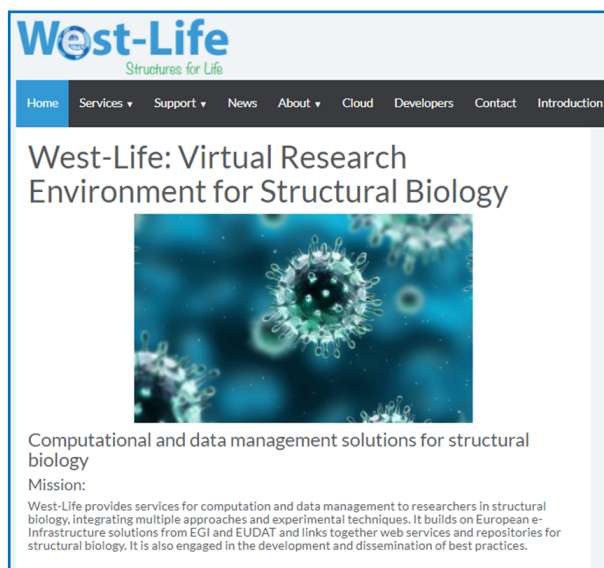 West-Life
Structures for Life
Home Services ▾ Support ▾ News About ▾ Cloud Developers Contact Introduction
West-Life: Virtual Research
Environment for Structural Biology
Computational and data management solutions for structural
biology
Mission:
West-Life provides services for computation and data management to researchers in structural
biology, integrating multiple approaches and experimental techniques. It builds on European e-
Infrastructure solutions from EGI and EUDAT and links together web services and repositories for
structural biology. It is also engaged in the development and dissemination of best practices.